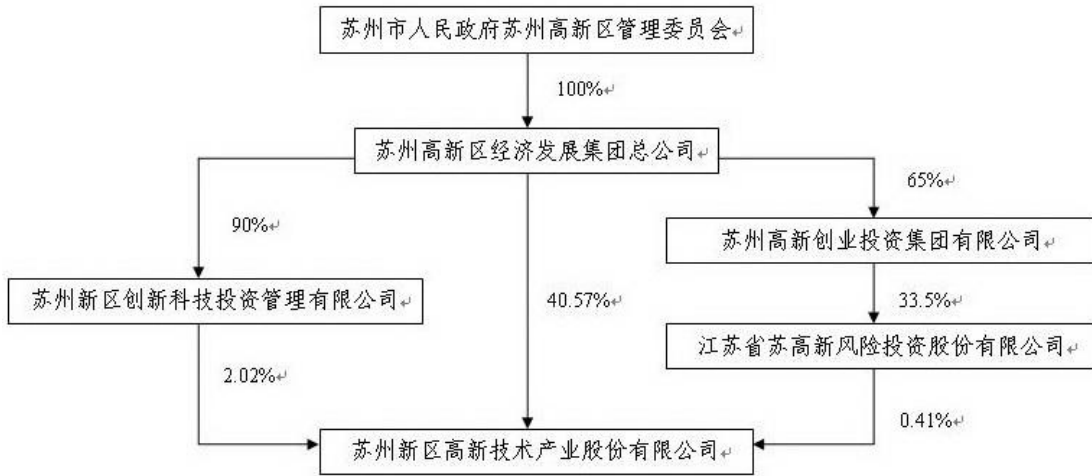 苏州市人民政府苏州高新区管理委员会↵
100%↵
苏州高新区经济发展集团总公司↵
65%↵
90%↵
苏州高新创业投资集团有限公司↵
苏州新区创新科技投资管理有限公司↵
40.57%↵
33.5%↵
江苏省苏高新风险投资股份有限公司↵
2.02%↵
0.41%↵
苏州新区高新技术产业股份有限公司↵